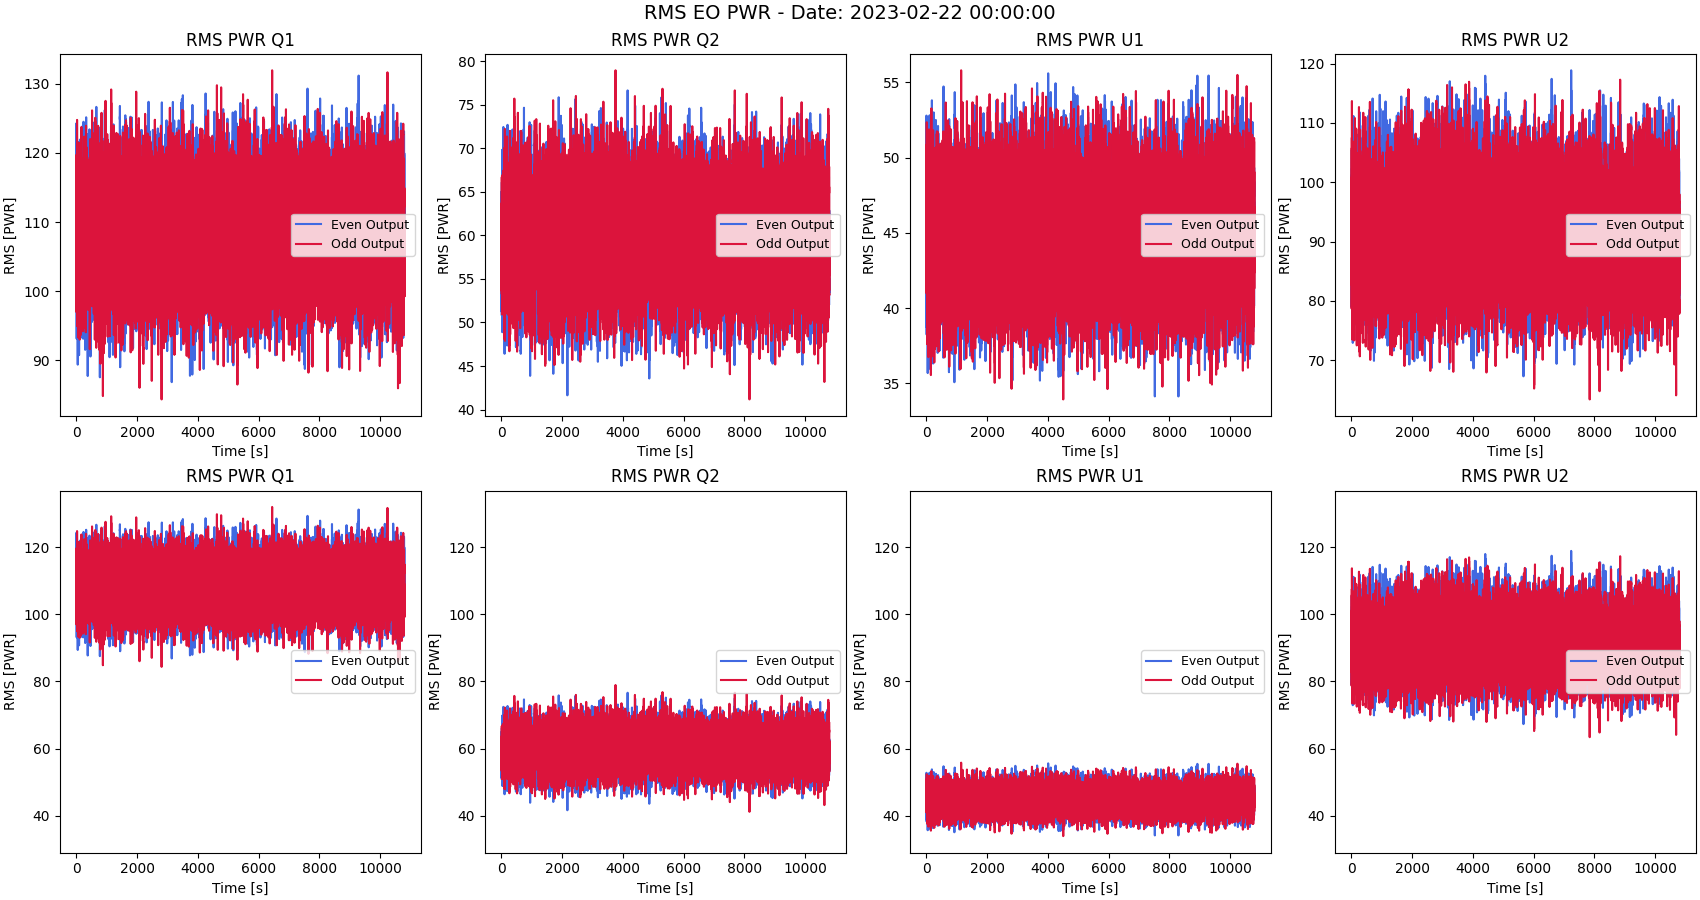 RMS EO PWR - Date: 2023-02-22 00:00:00
RMS PWR Q1
RMS [PWR]
130
120
110
100
90
0 2000 4000 6000 8000 10000
Time [s]
Even Output
Odd Output
RMS PWR Q2
RMS [PWR]
80
75
70
65
60
55
50
45
40
0 2000 4000 6000 8000 10000
Time [s]
Even Output
Odd Output
RMS PWR U1
RMS [PWR]
55
50
45
40
35
0 2000 4000 6000 8000 10000
Time [s]
Even Output
Odd Output
RMS PWR U2
RMS [PWR]
120
110
100
90
80
70
0 2000 4000 6000 8000 10000
Time [s]
Even Output
Odd Output
RMS PWR Q1
RMS [PWR]
120
100
80
60
40
0 2000 4000 6000 8000 10000
Time [s]
Even Output
Odd Output
RMS PWR Q2
RMS [PWR]
120
100
80
60
40
0 2000 4000 6000 8000 10000
Time [s]
Even Output
Odd Output
RMS PWR U1
RMS [PWR]
120
100
80
60
40
0 2000 4000 6000 8000 10000
Time [s]
Even Output
Odd Output
RMS PWR U2
RMS [PWR]
120
100
80
60
40
0 2000 4000 6000 8000 10000
Time [s]
Even Output
Odd Output